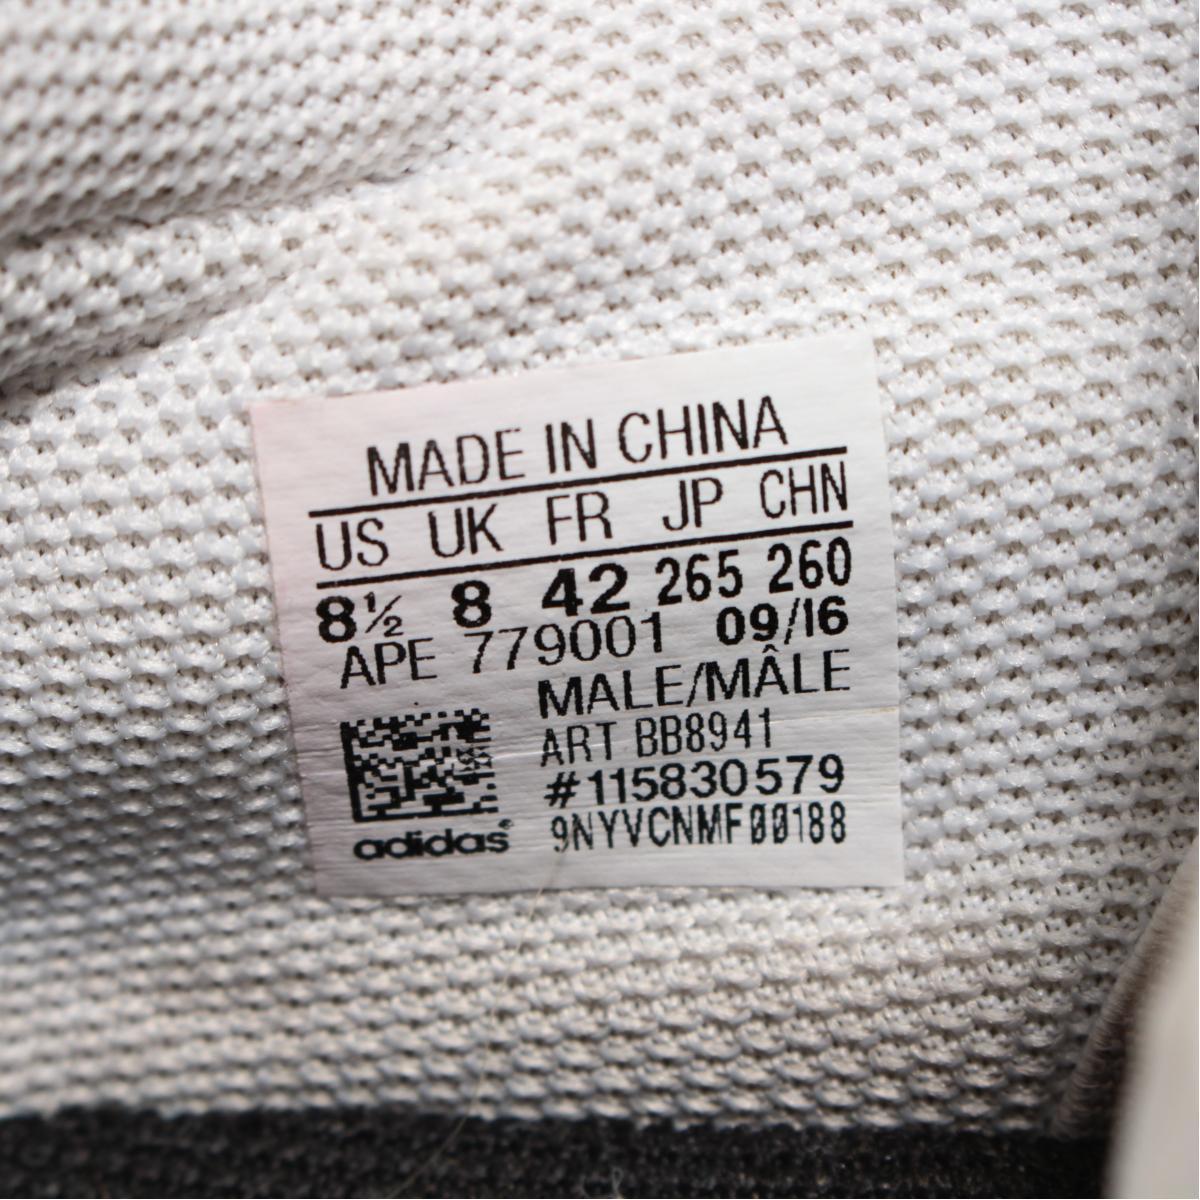 MADE IN CHINA
US UK FR JP CHN
8½ 8 42 265 260
APE 779001 09/16
MALE/MÂLE
ART BB8941
#115830579
adidas® 9NYVCNMF00188